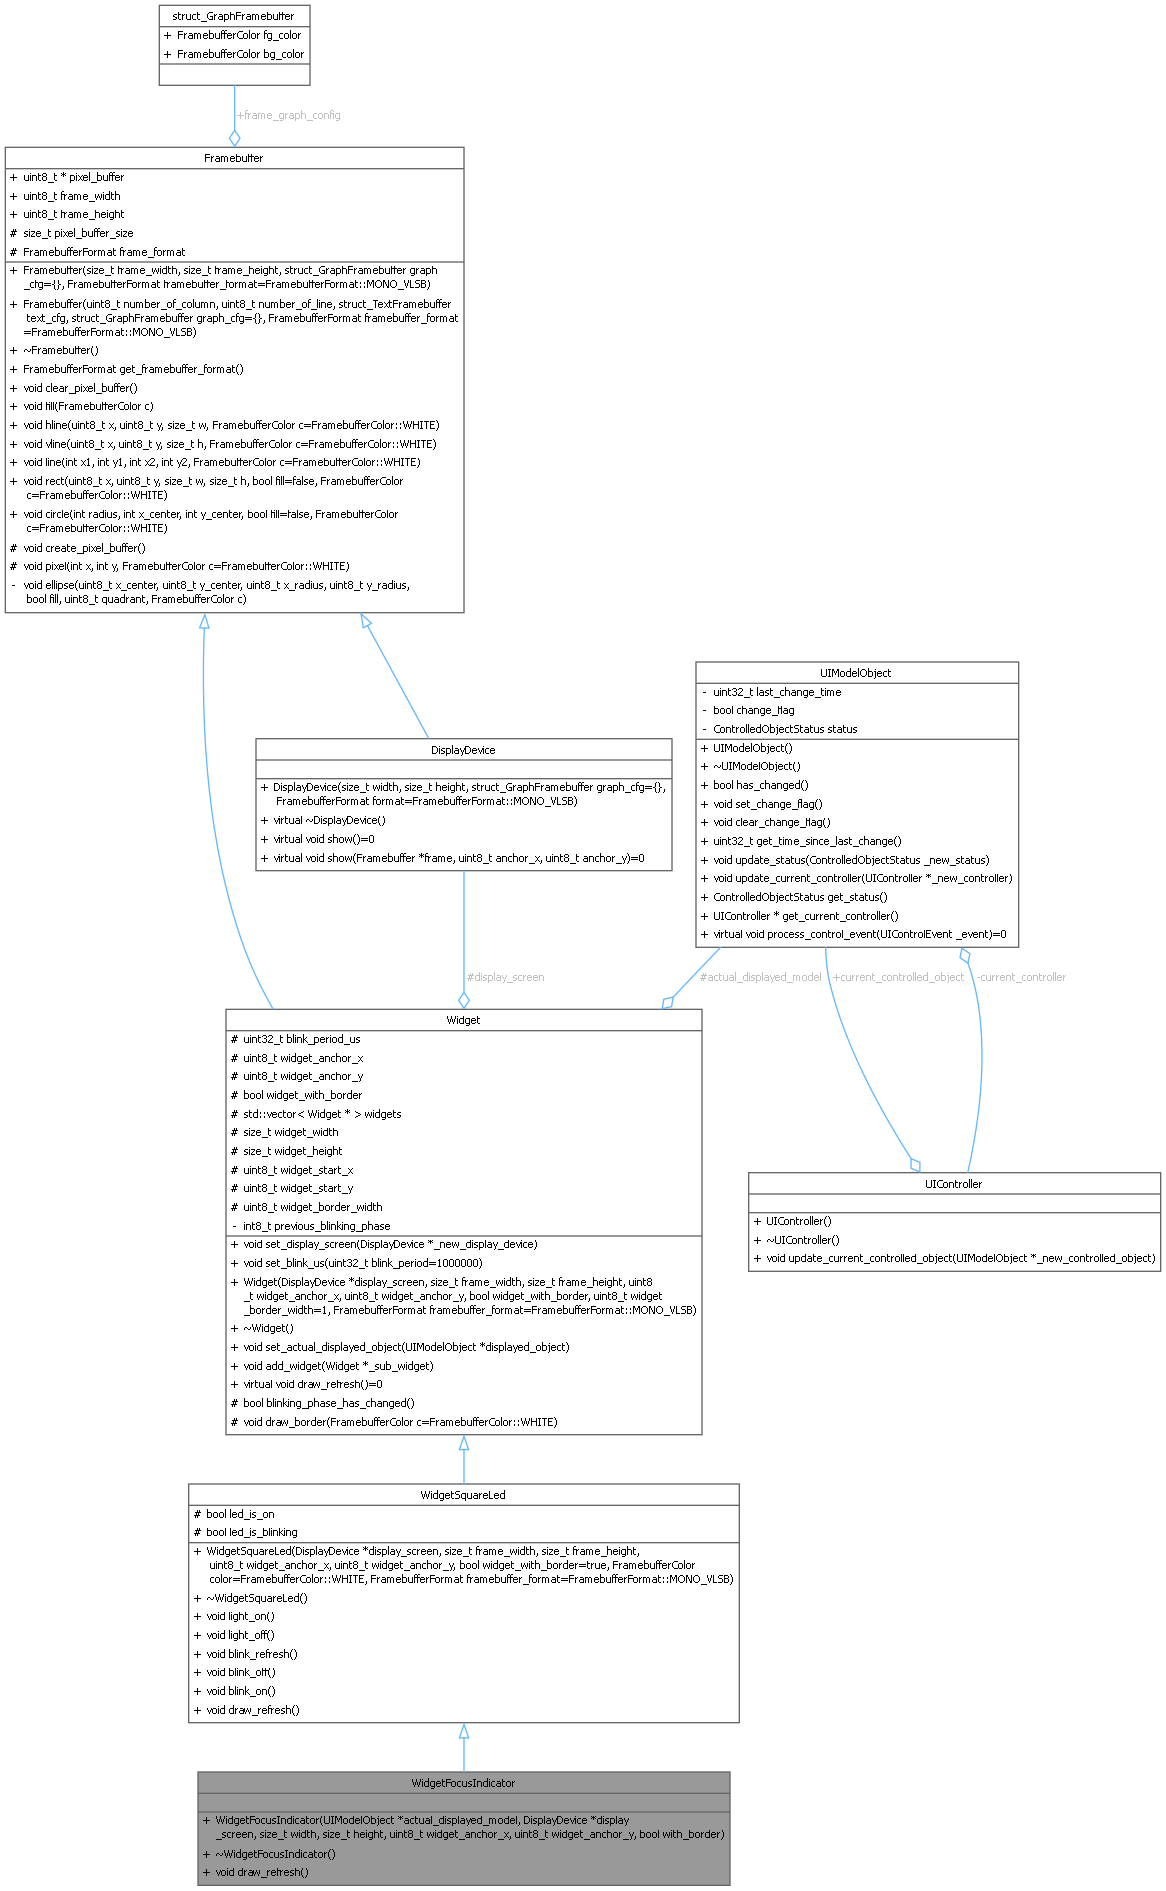 struct_GraphFramebuffer
+ FramebufferColor fg_color
+ FramebufferColor bg_color
+frame_graph_config
Framebuffer
+ uint8_t * pixel_buffer
+ uint8_t frame_width
+ uint8_t frame_height
# size_t pixel_buffer_size
# FramebufferFormat frame_format
+ Framebuffer(size_t frame_width, size_t frame_height, struct_GraphFramebuffer graph
_cfg={}, FramebufferFormat framebuffer_format=FramebufferFormat::MONO_VLSB)
+ Framebuffer(uint8_t number_of_column, uint8_t number_of_line, struct_TextFramebuffer
text_cfg, struct_GraphFramebuffer graph_cfg={}, FramebufferFormat framebuffer_format
=FramebufferFormat::MONO_VLSB)
+ ~Framebuffer()
+ FramebufferFormat get_framebuffer_format()
+ void clear_pixel_buffer()
+ void fill(FramebufferColor c)
+ void hline(uint8_t x, uint8_t y, size_t w, FramebufferColor c=FramebufferColor::WHITE)
+ void vline(uint8_t x, uint8_t y, size_t h, FramebufferColor c=FramebufferColor::WHITE)
+ void line(int x1, int y1, int x2, int y2, FramebufferColor c=FramebufferColor::WHITE)
+ void rect(uint8_t x, uint8_t y, size_t w, size_t h, bool fill=false, FramebufferColor
c=FramebufferColor::WHITE)
+ void circle(int radius, int x_center, int y_center, bool fill=false, FramebufferColor
c=FramebufferColor::WHITE)
# void create_pixel_buffer()
# void pixel(int x, int y, FramebufferColor c=FramebufferColor::WHITE)
- void ellipse(uint8_t x_center, uint8_t y_center, uint8_t x_radius, uint8_t y_radius,
bool fill, uint8_t quadrant, FramebufferColor c)
UIModelObject
- uint32_t last_change_time
- bool change_flag
- ControlledObjectStatus status
+ UIModelObject()
+ ~UIModelObject()
+ bool has_changed()
+ void set_change_flag()
+ void clear_change_flag()
+ uint32_t get_time_since_last_change()
+ void update_status(ControlledObjectStatus _new_status)
+ void update_current_controller(UIController *_new_controller)
+ ControlledObjectStatus get_status()
+ UIController * get_current_controller()
+ virtual void process_control_event(UIControlEvent _event)=0
DisplayDevice
+ DisplayDevice(size_t width, size_t height, struct_GraphFramebuffer graph_cfg={},
FramebufferFormat format=FramebufferFormat::MONO_VLSB)
+ virtual ~DisplayDevice()
+ virtual void show()=0
+ virtual void show(Framebuffer *frame, uint8_t anchor_x, uint8_t anchor_y)=0
#display_screen
#actual_displayed_model
+current_controlled_object
-current_controller
Widget
# uint32_t blink_period_us
# uint8_t widget_anchor_x
# uint8_t widget_anchor_y
# bool widget_with_border
# std::vector< Widget * > widgets
# size_t widget_width
# size_t widget_height
# uint8_t widget_start_x
# uint8_t widget_start_y
# uint8_t widget_border_width
- int8_t previous_blinking_phase
+ void set_display_screen(DisplayDevice *_new_display_device)
+ void set_blink_us(uint32_t blink_period=1000000)
+ Widget(DisplayDevice *display_screen, size_t frame_width, size_t frame_height, uint8
_t widget_anchor_x, uint8_t widget_anchor_y, bool widget_with_border, uint8_t widget
_border_width=1, FramebufferFormat framebuffer_format=FramebufferFormat::MONO_VLSB)
+ ~Widget()
+ void set_actual_displayed_object(UIModelObject *displayed_object)
+ void add_widget(Widget *_sub_widget)
+ virtual void draw_refresh()=0
# bool blinking_phase_has_changed()
# void draw_border(FramebufferColor c=FramebufferColor::WHITE)
UIController
+ UIController()
+ ~UIController()
+ void update_current_controlled_object(UIModelObject *_new_controlled_object)
WidgetSquareLed
# bool led_is_on
# bool led_is_blinking
+ WidgetSquareLed(DisplayDevice *display_screen, size_t frame_width, size_t frame_height,
uint8_t widget_anchor_x, uint8_t widget_anchor_y, bool widget_with_border=true, FramebufferColor
color=FramebufferColor::WHITE, FramebufferFormat framebuffer_format=FramebufferFormat::MONO_VLSB)
+ ~WidgetSquareLed()
+ void light_on()
+ void light_off()
+ void blink_refresh()
+ void blink_off()
+ void blink_on()
+ void draw_refresh()
WidgetFocusIndicator
+ WidgetFocusIndicator(UIModelObject *actual_displayed_model, DisplayDevice *display
_screen, size_t width, size_t height, uint8_t widget_anchor_x, uint8_t widget_anchor_y, bool with_border)
+ ~WidgetFocusIndicator()
+ void draw_refresh()